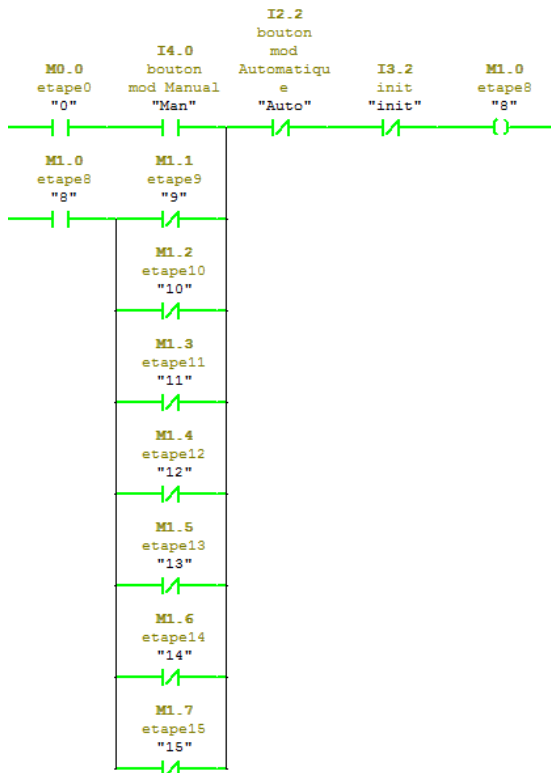 I2.2
bouton
mod
I4.0
M0.0 bouton Automatiqu I3.2 M1.0
etape0 mod Manual e init etape8
"0" "Man" "Auto" "init" "8"
M1.0 M1.1
etape8 etape9
"8" "9"
M1.2
etape10
"10"
M1.3
etape11
"11"
M1.4
etape12
"12"
M1.5
etape13
"13"
M1.6
etape14
"14"
M1.7
etape15
"15"